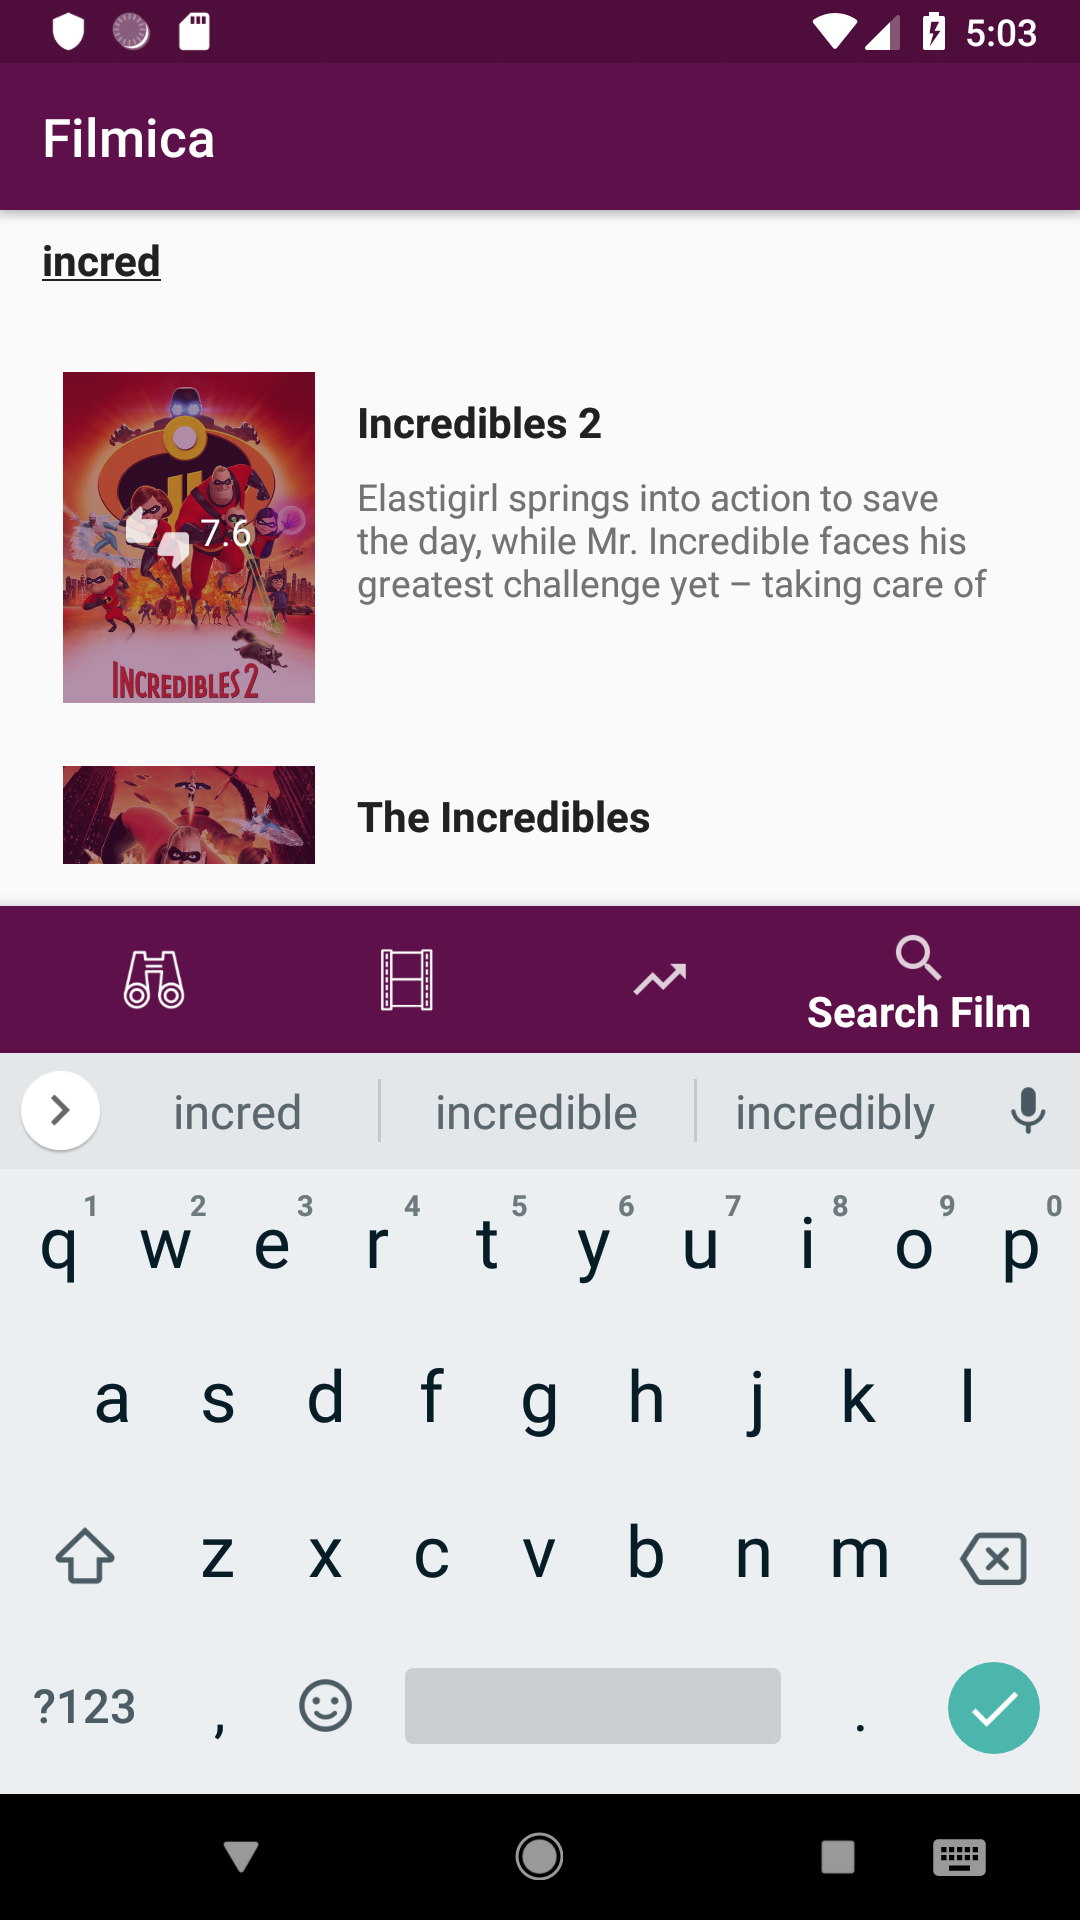 5:03
Filmica
incred
Incredibles 2
Elastigirl springs into action to save
the day, while Mr. Incredible faces his
greatest challenge yet – taking care of
7.6
INCREDIBLES 2
The Incredibles
Search Film
incred incredible incredibly
1 2 3 4 5 6 7 8 9 0
q w e r t y u i o p
a s d f g h j k l
z x c v b n m
?123 , .